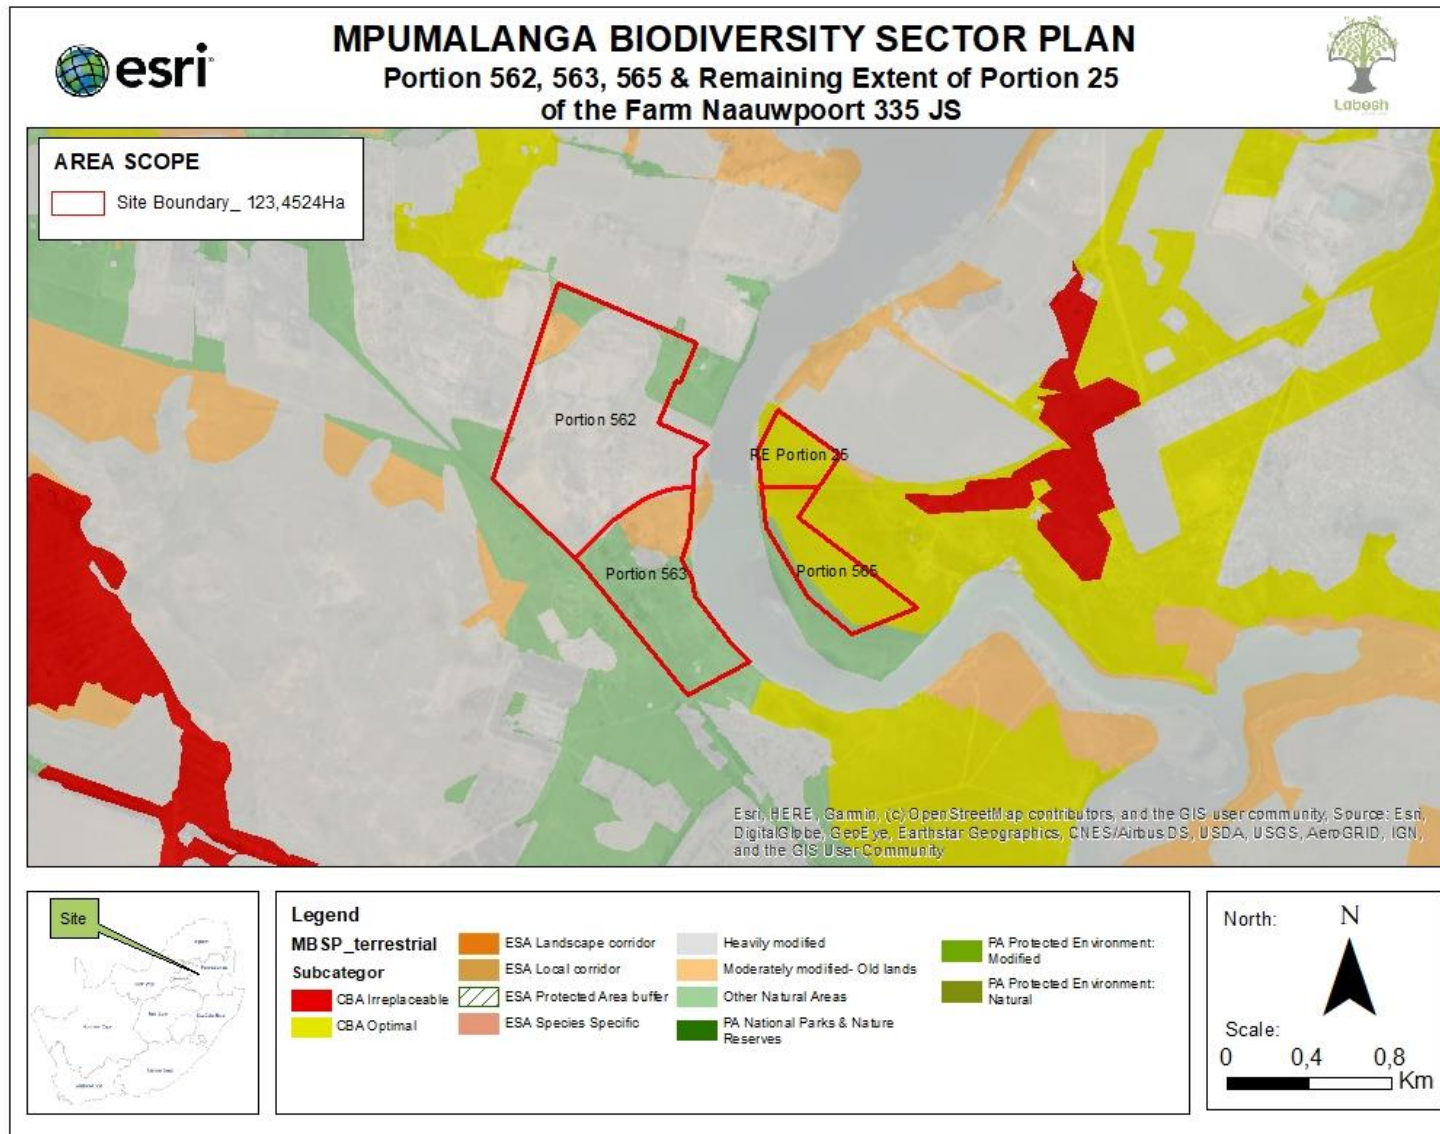 esri
MPUMALANGA BIODIVERSITY SECTOR PLAN
Portion 562, 563, 565 & Remaining Extent of Portion 25
of the Farm Naauwpoort 335 JS
Labesh
AREA SCOPE
Site Boundary_ 123,4524Ha
Portion 562
RE Portion 25
Portion 563
Portion 565
Esri, HERE, Garmin, (c) OpenStreetMap contributors, and the GIS user community, Source: Esri,
DigitalGlobe, GeoEye, Earthstar Geographics, CNES/Airbus DS, USDA, USGS, AeroGRID, IGN,
and the GIS User Community
Site
Legend
MBSP_terrestrial
Subcategor
CBA Irreplaceable
CBA Optimal
ESA Landscape corridor
ESA Local corridor
ESA Protected Area buffer
ESA Species Specific
Heavily modified
Moderately modified- Old lands
Other Natural Areas
PA National Parks & Nature
Reserves
PA Protected Environment:
Modified
PA Protected Environment:
Natural
North:
N
Scale:
0 0,4 0,8
Km